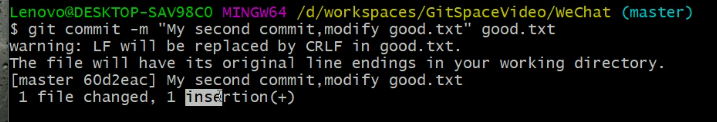 Lenovo@DESKTOP-SAV98C0 MINGW64 /d/workspaces/GitSpaceVideo/WeChat (master)
$ git commit -m "My second commit,modify good.txt" good.txt
warning: LF will be replaced by CRLF in good.txt.
The file will have its original line endings in your working directory.
[master 60d2eac] My second commit,modify good.txt
 1 file changed, 1 insertion(+)